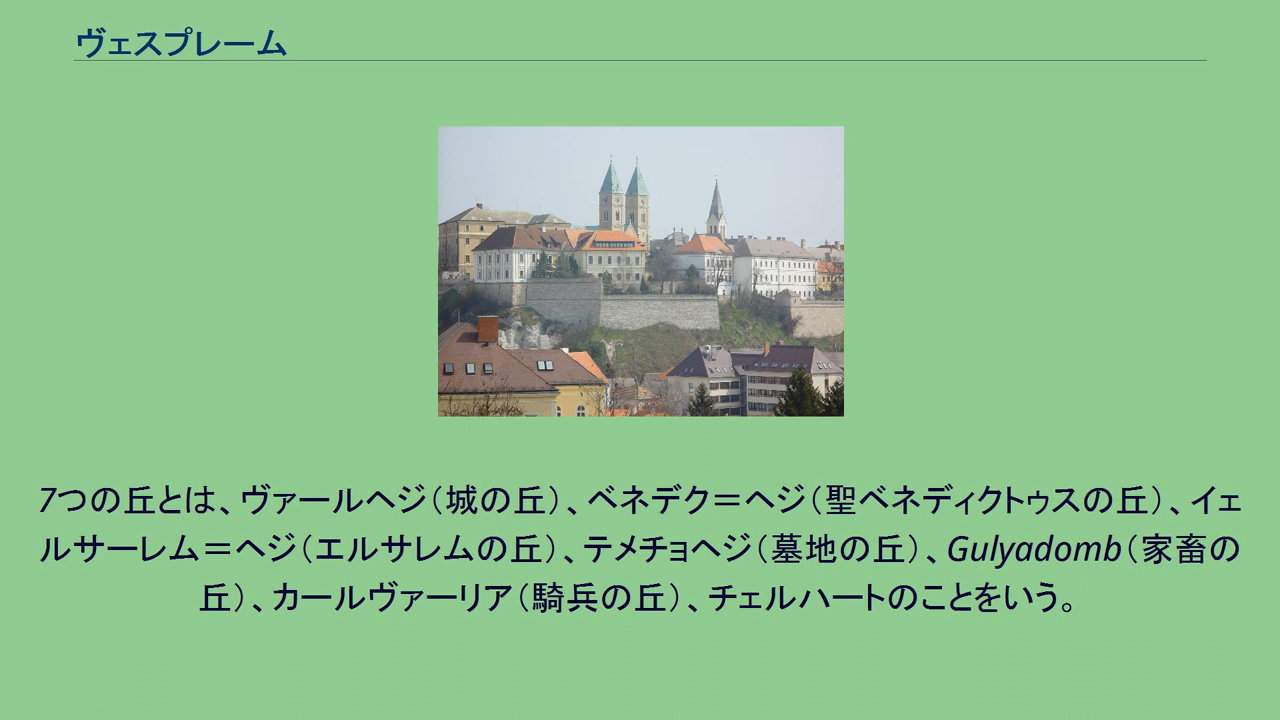 ヴェスプレーム
7つの丘とは、ヴァールヘジ（城の丘）、ベネデク＝ヘジ（聖ベネディクトゥスの丘）、イェ
ルサーレム＝ヘジ（エルサレムの丘）、テメチョヘジ（墓地の丘）、Gulyadomb（家畜の
丘）、カールヴァーリア（騎兵の丘）、チェルハートのことをいう。